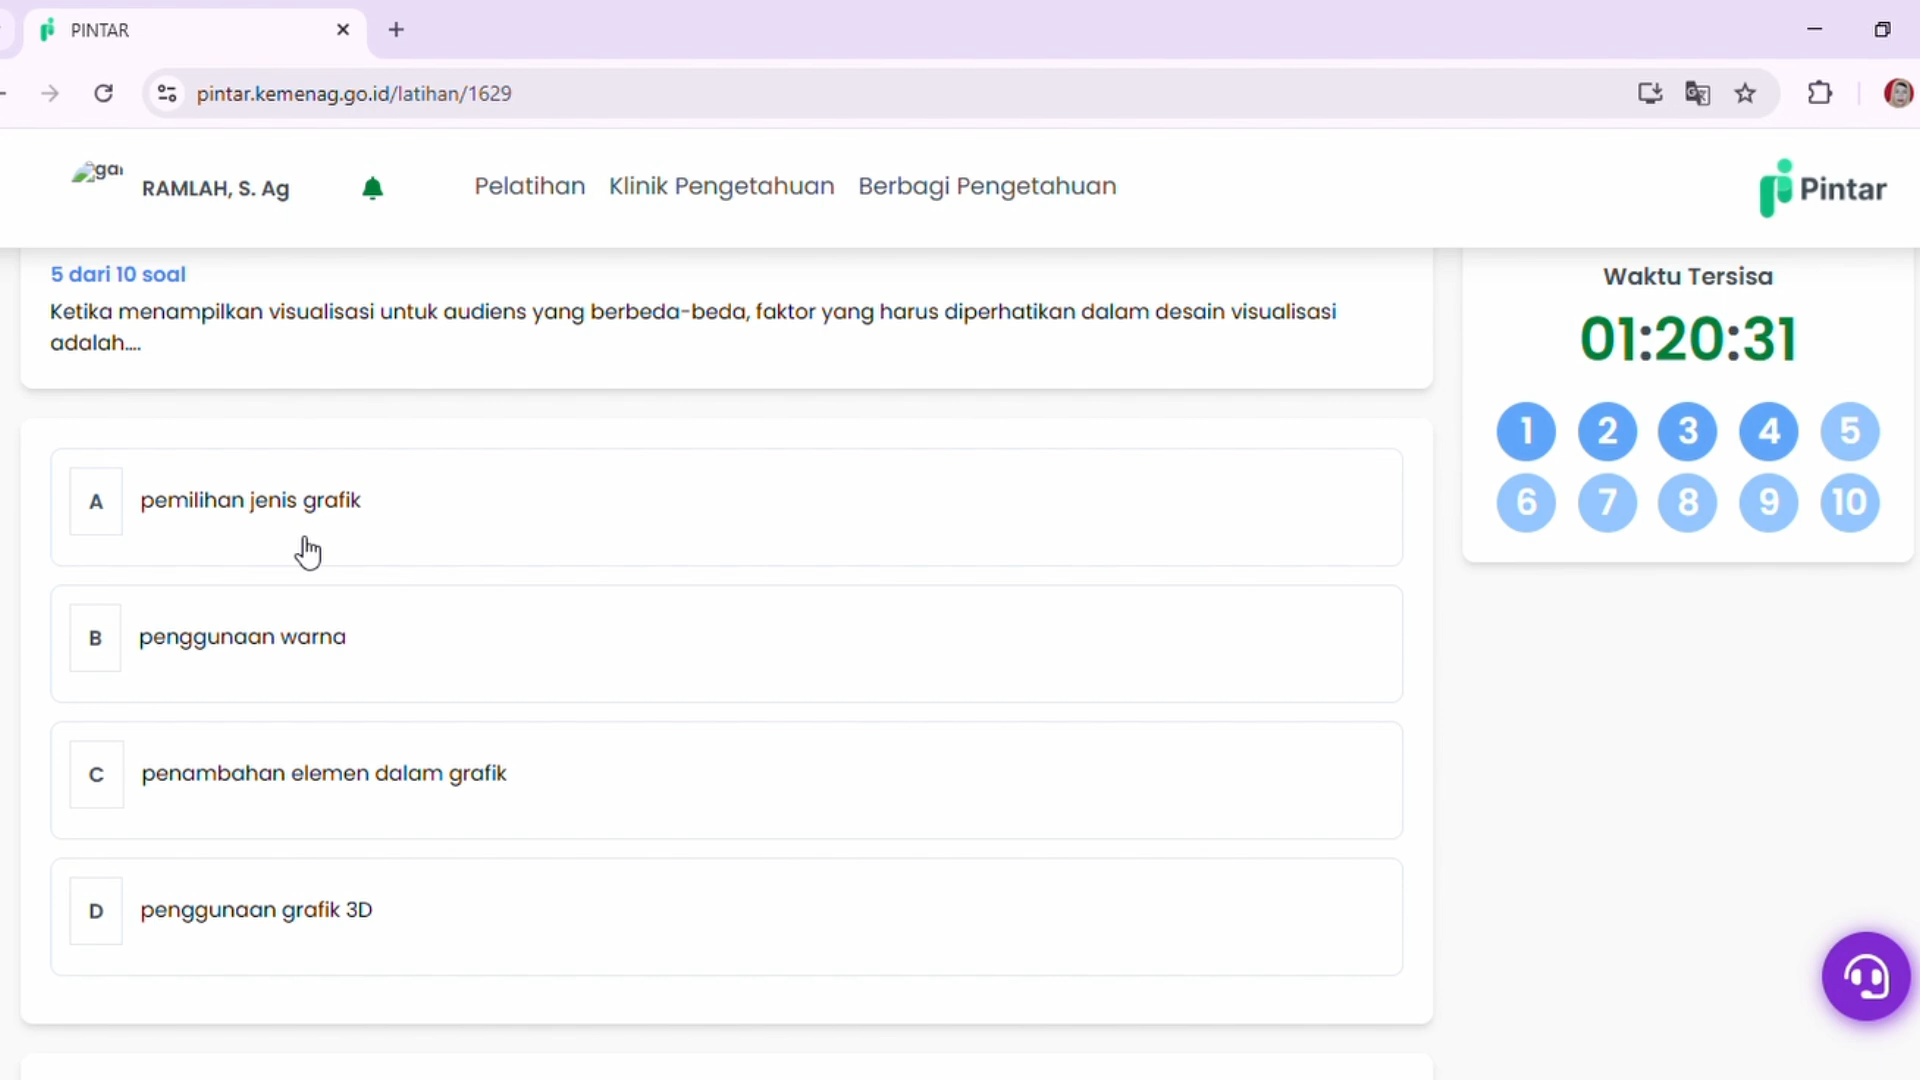 PINTAR
pintar.kemenag.go.id/latihan/1629
RAMLAH, S. Ag
Pelatihan
Klinik Pengetahuan
Berbagi Pengetahuan
Pintar
5 dari 10 soal
Ketika menampilkan visualisasi untuk audiens yang berbeda-beda, faktor yang harus diperhatikan dalam desain visualisasi
adalah....
A pemilihan jenis grafik
B penggunaan warna
C penambahan elemen dalam grafik
D penggunaan grafik 3D
Waktu Tersisa
01:20:31
1 2 3 4 5
6 7 8 9 10